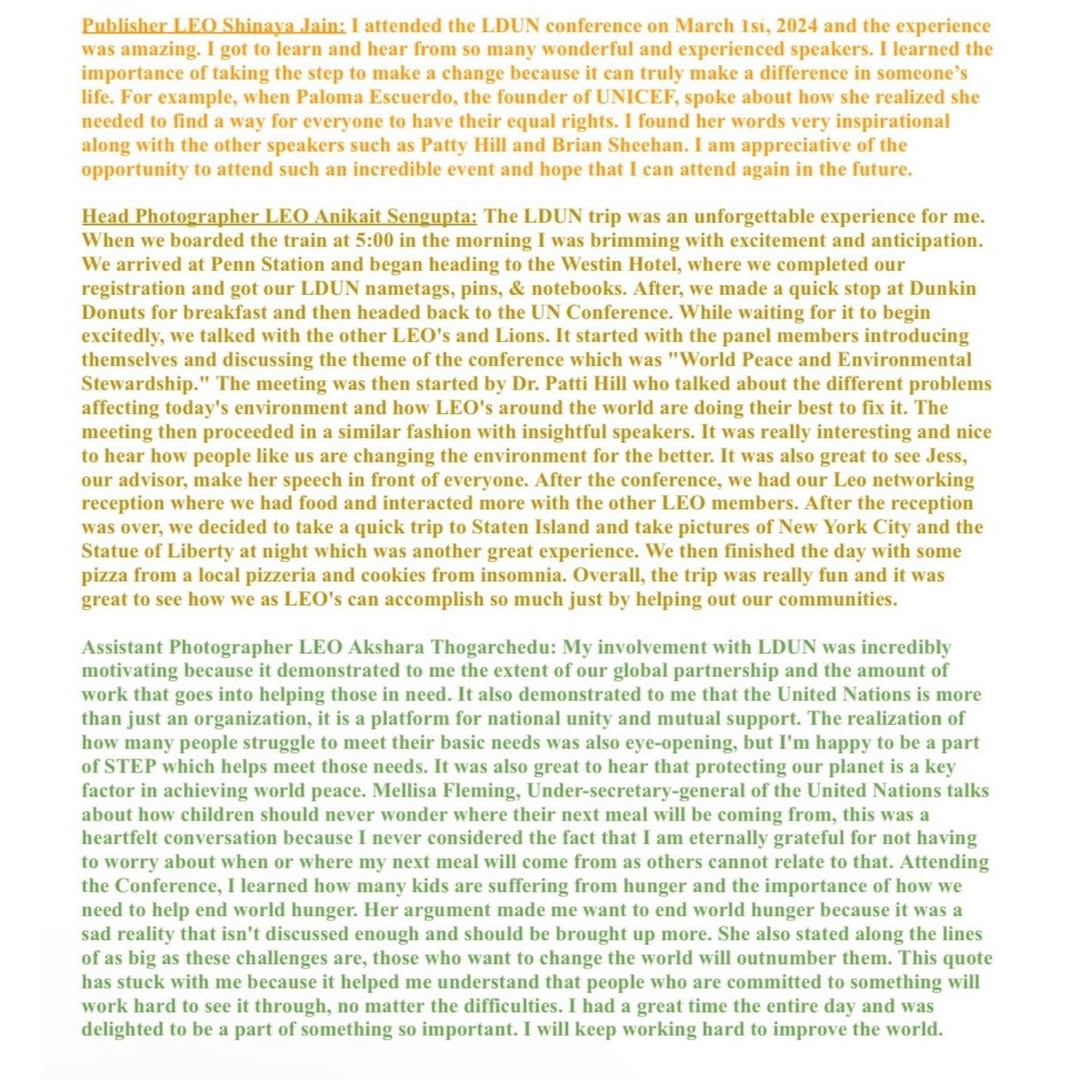 Publisher LEO Shinaya Jain: I attended the LDUN conference on March 1st, 2024 and the experience
was amazing. I got to learn and hear from so many wonderful and experienced speakers. I learned the
importance of taking the step to make a change because it can truly make a difference in someone’s
life. For example, when Paloma Escuerdo, the founder of UNICEF, spoke about how she realized she
needed to find a way for everyone to have their equal rights. I found her words very inspirational
along with the other speakers such as Patty Hill and Brian Sheehan. I am appreciative of the
opportunity to attend such an incredible event and hope that I can attend again in the future.
Head Photographer LEO Anikait Sengupta: The LDUN trip was an unforgettable experience for me.
When we boarded the train at 5:00 in the morning I was brimming with excitement and anticipation.
We arrived at Penn Station and began heading to the Westin Hotel, where we completed our
registration and got our LDUN nametags, pins, & notebooks. After, we made a quick stop at Dunkin
Donuts for breakfast and then headed back to the UN Conference. While waiting for it to begin
excitedly, we talked with the other LEO's and Lions. It started with the panel members introducing
themselves and discussing the theme of the conference which was "World Peace and Environmental
Stewardship." The meeting was then started by Dr. Patti Hill who talked about the different problems
affecting today's environment and how LEO's around the world are doing their best to fix it. The
meeting then proceeded in a similar fashion with insightful speakers. It was really interesting and nice
to hear how people like us are changing the environment for the better. It was also great to see Jess,
our advisor, make her speech in front of everyone. After the conference, we had our Leo networking
reception where we had food and interacted more with the other LEO members. After the reception
was over, we decided to take a quick trip to Staten Island and take pictures of New York City and the
Statue of Liberty at night which was another great experience. We then finished the day with some
pizza from a local pizzeria and cookies from insomnia. Overall, the trip was really fun and it was
great to see how we as LEO's can accomplish so much just by helping out our communities.
Assistant Photographer LEO Akshara Thogarchedu: My involvement with LDUN was incredibly
motivating because it demonstrated to me the extent of our global partnership and the amount of
work that goes into helping those in need. It also demonstrated to me that the United Nations is more
than just an organization, it is a platform for national unity and mutual support. The realization of
how many people struggle to meet their basic needs was also eye-opening, but I'm happy to be a part
of STEP which helps meet those needs. It was also great to hear that protecting our planet is a key
factor in achieving world peace. Mellisa Fleming, Under-secretary-general of the United Nations talks
about how children should never wonder where their next meal will be coming from, this was a
heartfelt conversation because I never considered the fact that I am eternally grateful for not having
to worry about when or where my next meal will come from as others cannot relate to that. Attending
the Conference, I learned how many kids are suffering from hunger and the importance of how we
need to help end world hunger. Her argument made me want to end world hunger because it was a
sad reality that isn't discussed enough and should be brought up more. She also stated along the lines
of as big as these challenges are, those who want to change the world will outnumber them. This quote
has stuck with me because it helped me understand that people who are committed to something will
work hard to see it through, no matter the difficulties. I had a great time the entire day and was
delighted to be a part of something so important. I will keep working hard to improve the world.